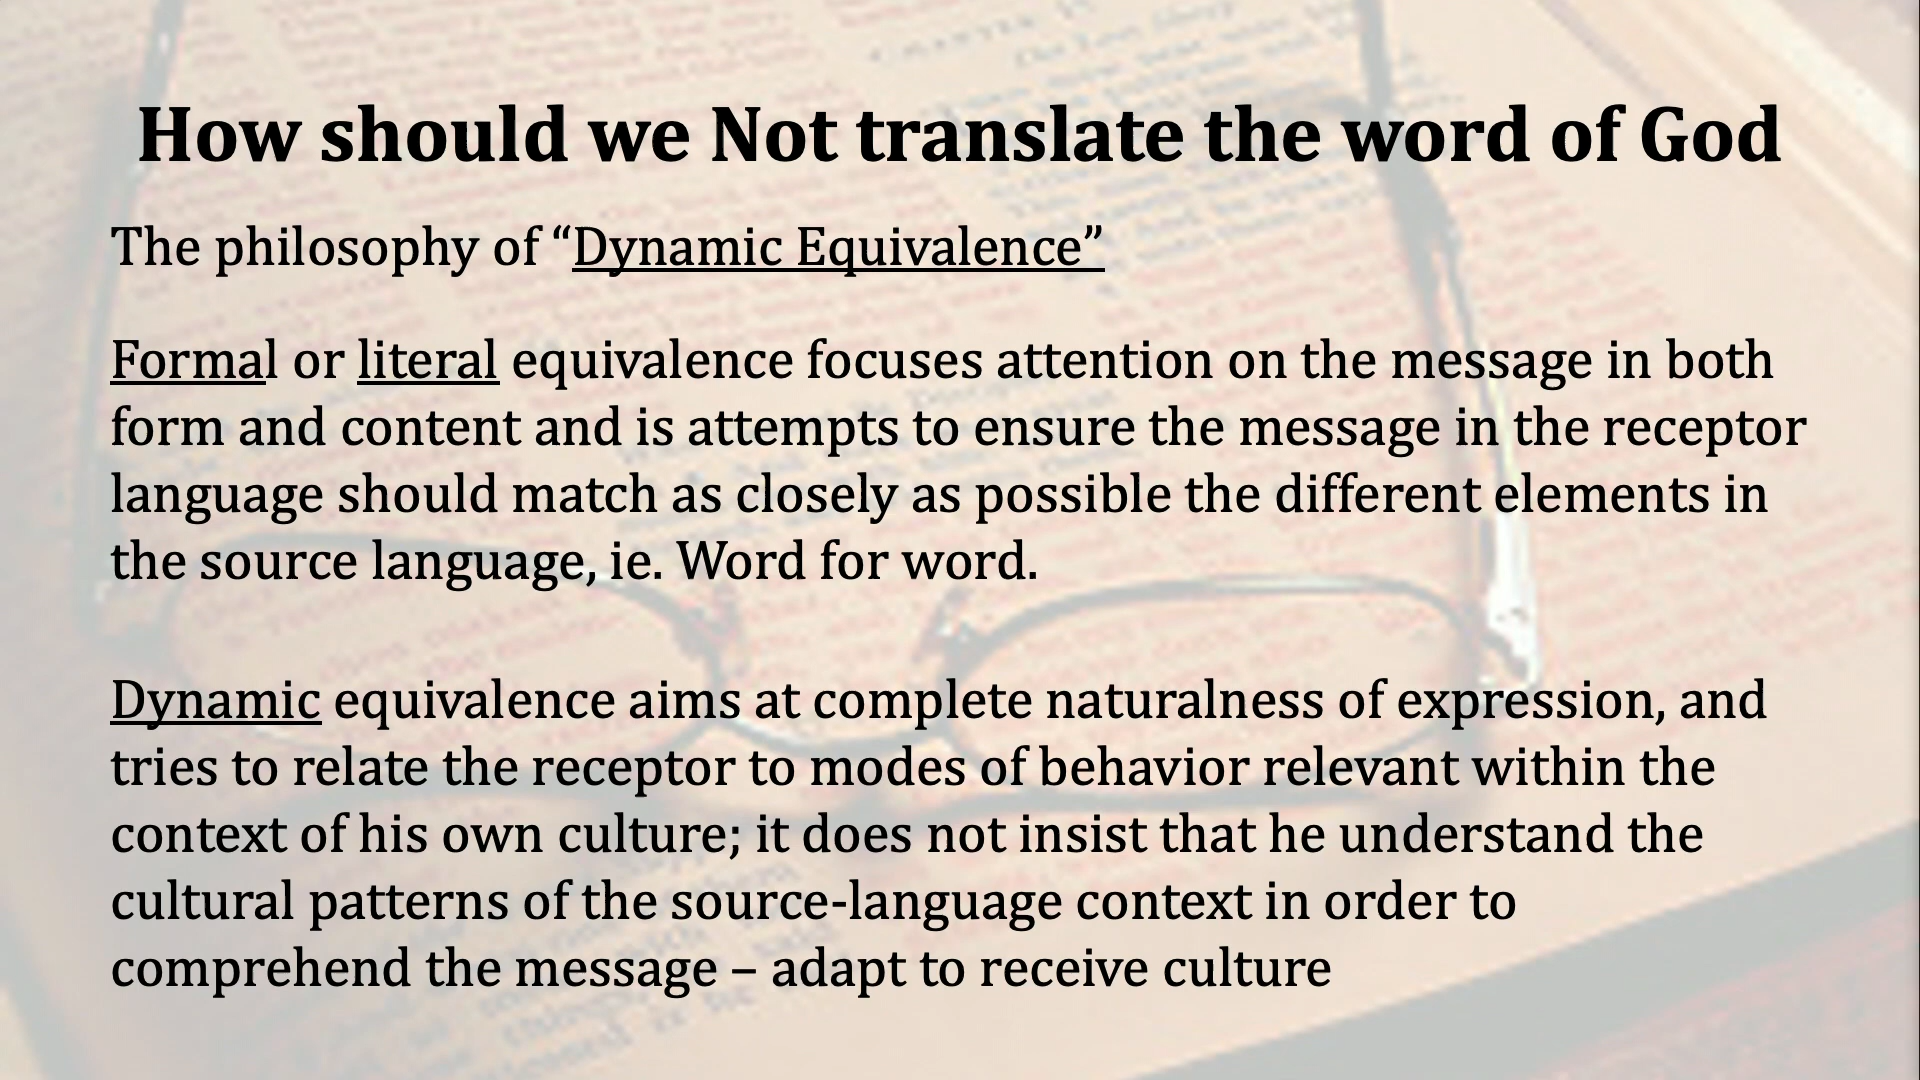 How should we Not translate the word of God
The philosophy of “Dynamic Equivalence”
Formal or literal equivalence focuses attention on the message in both
form and content and is attempts to ensure the message in the receptor
language should match as closely as possible the different elements in
the source language, ie. Word for word.
Dynamic equivalence aims at complete naturalness of expression, and
tries to relate the receptor to modes of behavior relevant within the
context of his own culture; it does not insist that he understand the
cultural patterns of the source-language context in order to
comprehend the message – adapt to receive culture